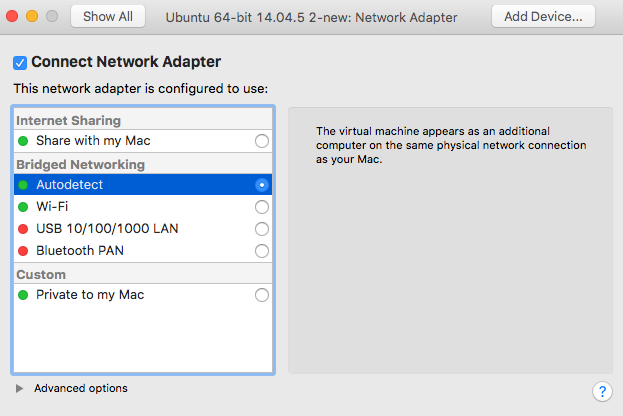 Show All
Ubuntu 64-bit 14.04.5 2-new: Network Adapter
Add Device...
Connect Network Adapter
This network adapter is configured to use:
Internet Sharing
Share with my Mac
Bridged Networking
Autodetect
Wi-Fi
USB 10/100/1000 LAN
Bluetooth PAN
Custom
Private to my Mac
The virtual machine appears as an additional
computer on the same physical network connection
as your Mac.
Advanced options
?